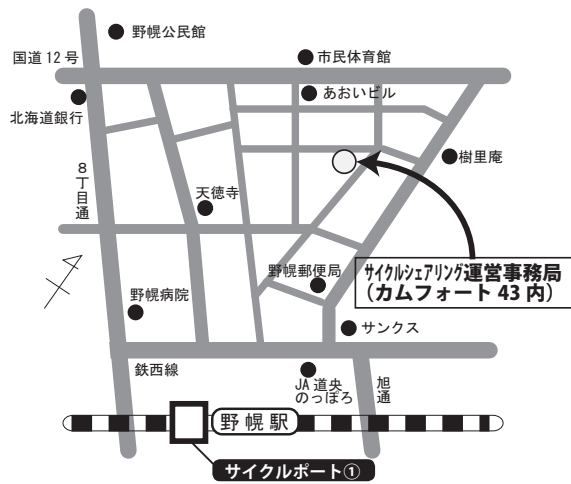 野幌公民館
国道12号
市民体育館
北海道銀行
あおいビル
8丁目通
樹里庵
天徳寺
野幌郵便局
サイクルシェアリング運営事務局
（カムフォート43内）
野幌病院
サンクス
鉄西線
JA道央
のっぽろ
旭通
野幌駅
サイクルポート①